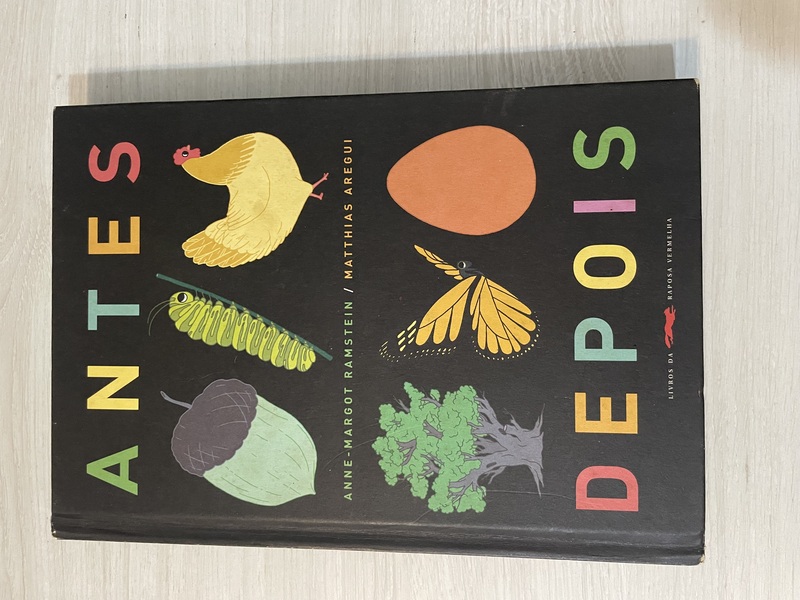 ANTES
ANNE-MARGOT RAMSTEIN / MATTHIAS AREGUI
DEPOIS
LIVROS DA RAPOSA VERMELHA